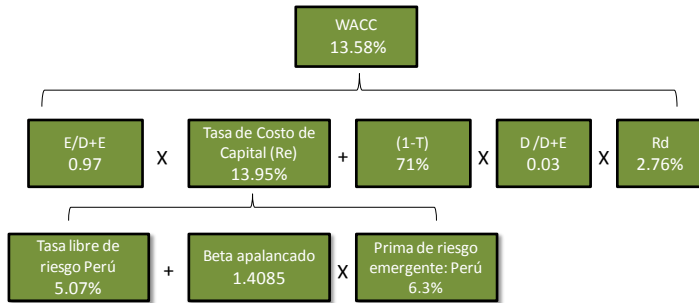 WACC
13.58%
E/D+E
0.97
X
Tasa de Costo de
Capital (Re)
13.95%
+
(1-T)
71%
X
D /D+E
0.03
X
Rd
2.76%
Tasa libre de
riesgo Perú
5.07%
+
Beta apalancado
1.4085
X
Prima de riesgo
emergente: Perú
6.3%